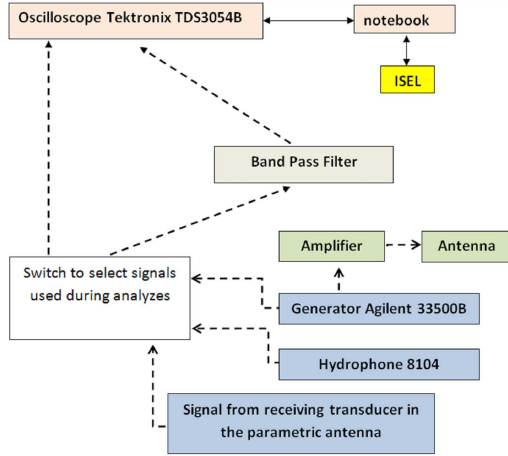 Oscilloscope Tektronix TDS3054B
notebook
ISEL
Band Pass Filter
Amplifier
Antenna
Switch to select signals
used during analyzes
Generator Agilent 33500B
Hydrophone 8104
Signal from receiving transducer in
the parametric antenna